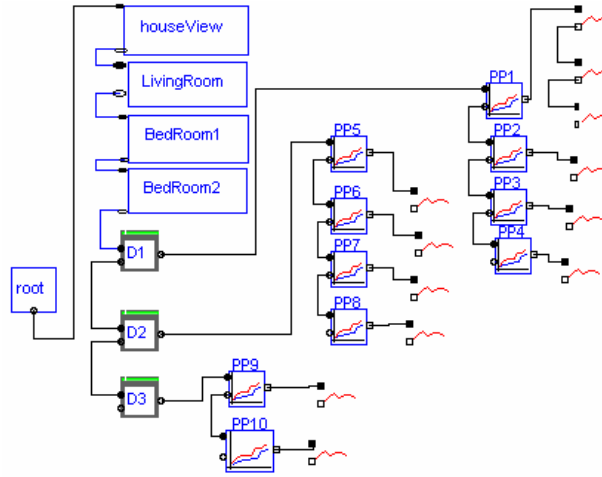 houseView
LivingRoom
BedRoom1
BedRoom2
root
D1
D2
D3
PP1
PP2
PP3
PP4
PP5
PP6
PP7
PP8
PP9
PP10